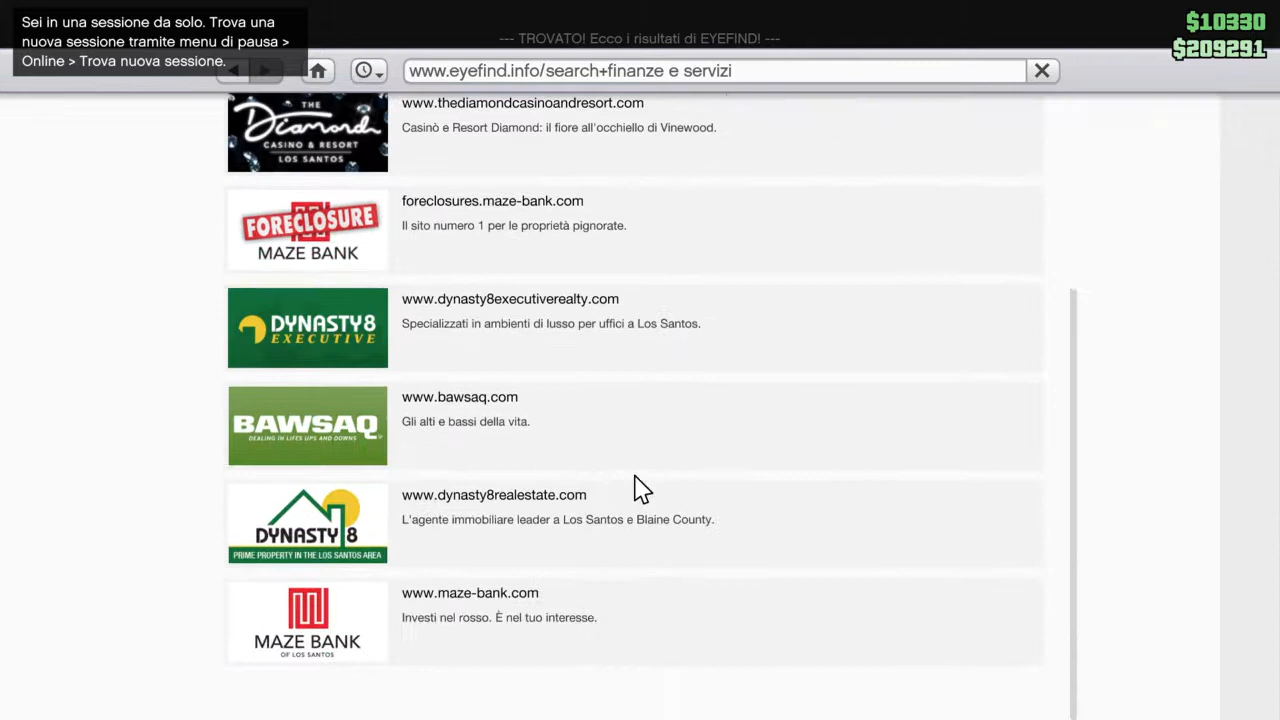 Sei in una sessione da solo. Trova una
nuova sessione tramite menu di pausa >
Online > Trova nuova sessione.
--- TROVATO! Ecco i risultati di EYEFIND! ---
$10330
$209291
www.eyefind.info/search+finanze e servizi
THE
Diamond
CASINO & RESORT
LOS SANTOS
www.thediamondcasinoandresort.com
Casinò e Resort Diamond: il fiore all'occhiello di Vinewood.
FORECLOSURE
MAZE BANK
foreclosures.maze-bank.com
Il sito numero 1 per le proprietà pignorate.
DYNASTY8
EXECUTIVE
www.dynasty8executiverealty.com
Specializzati in ambienti di lusso per uffici a Los Santos.
BAWSAQ
DEALING IN LIFES UPS AND DOWNS
www.bawsaq.com
Gli alti e bassi della vita.
DYNASTY 8
PRIME PROPERTY IN THE LOS SANTOS AREA
www.dynasty8realestate.com
L'agente immobiliare leader a Los Santos e Blaine County.
MAZE BANK
OF LOS SANTOS
www.maze-bank.com
Investi nel rosso. È nel tuo interesse.